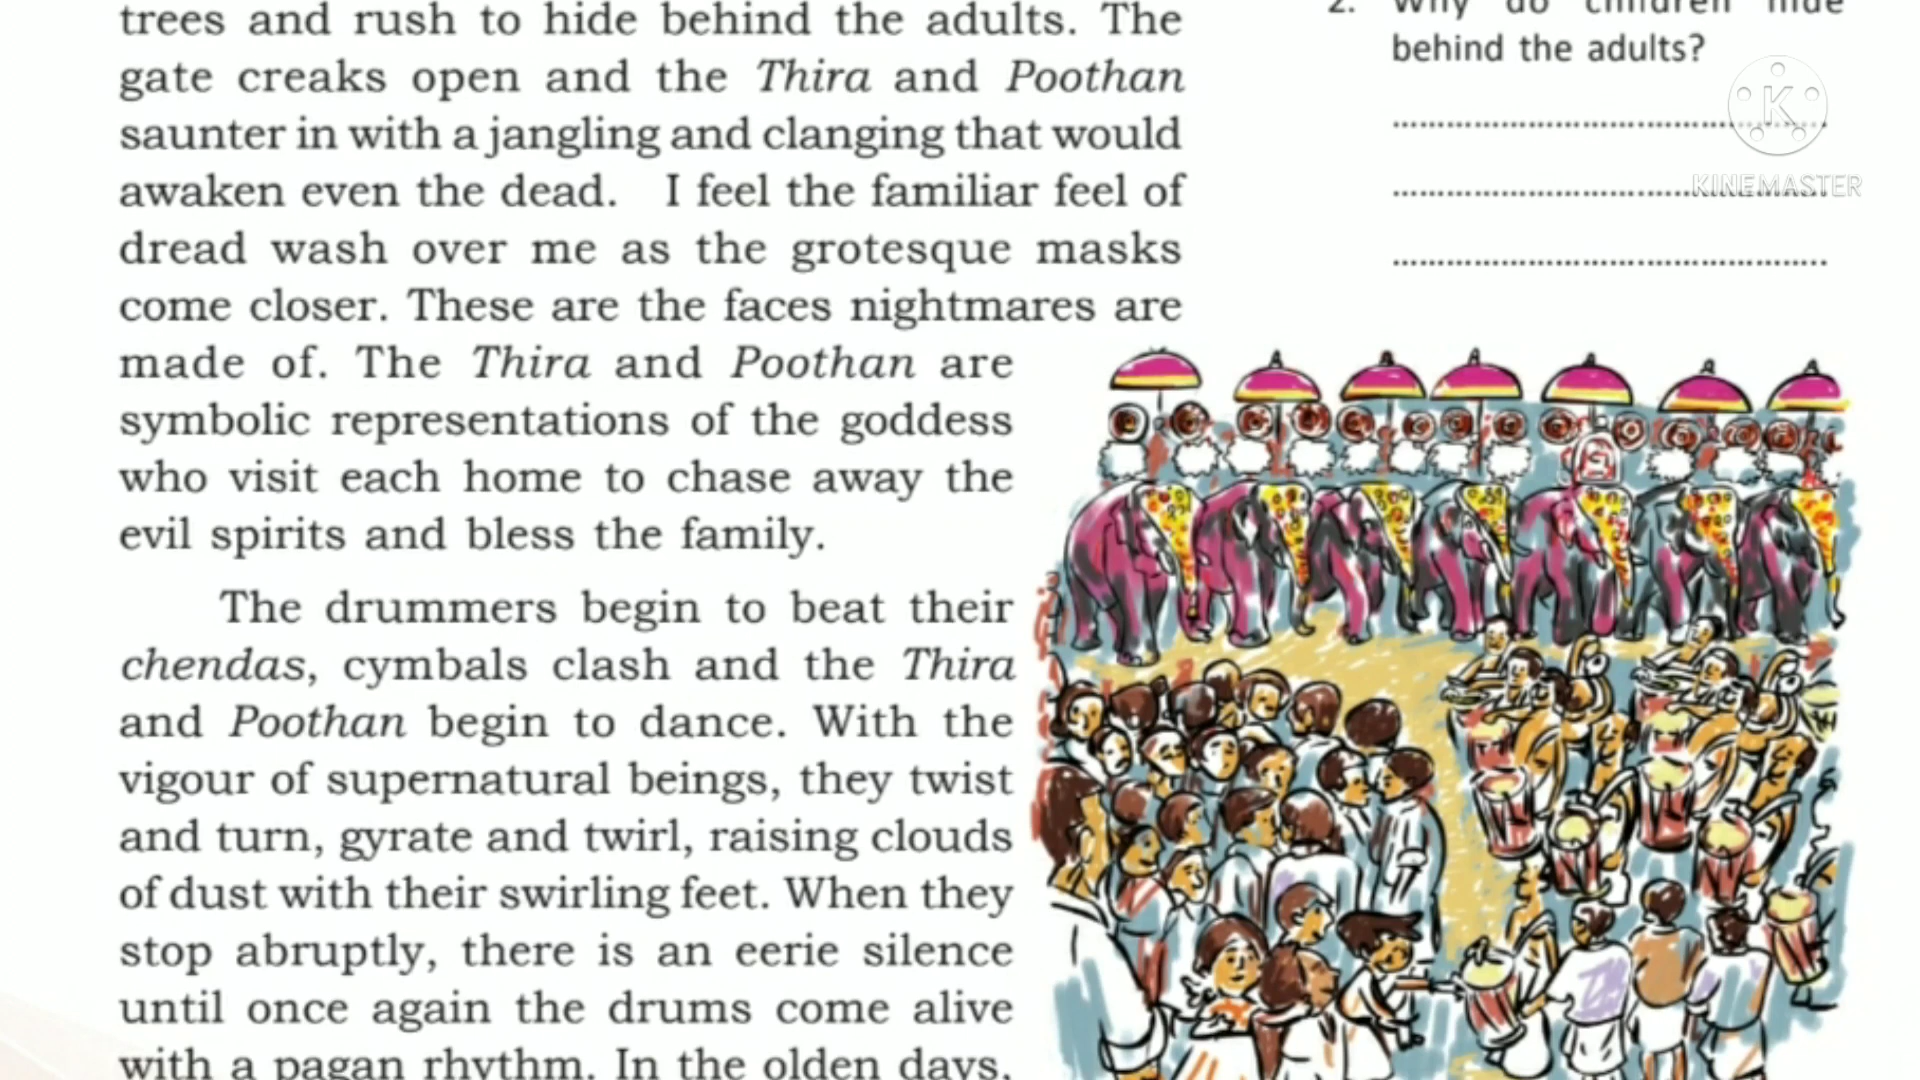 trees and rush to hide behind the adults. The
gate creaks open and the Thira and Poothan
saunter in with a jangling and clanging that would
awaken even the dead. I feel the familiar feel of
dread wash over me as the grotesque masks
come closer. These are the faces nightmares are
made of. The Thira and Poothan are
symbolic representations of the goddess
who visit each home to chase away the
evil spirits and bless the family.
The drummers begin to beat their
chendas, cymbals clash and the Thira
and Poothan begin to dance. With the
vigour of supernatural beings, they twist
and turn, gyrate and twirl, raising clouds
of dust with their swirling feet. When they
stop abruptly, there is an eerie silence
until once again the drums come alive
with a pagan rhythm. In the olden days,
2. Why do children hide
behind the adults?
K
KINEMASTER